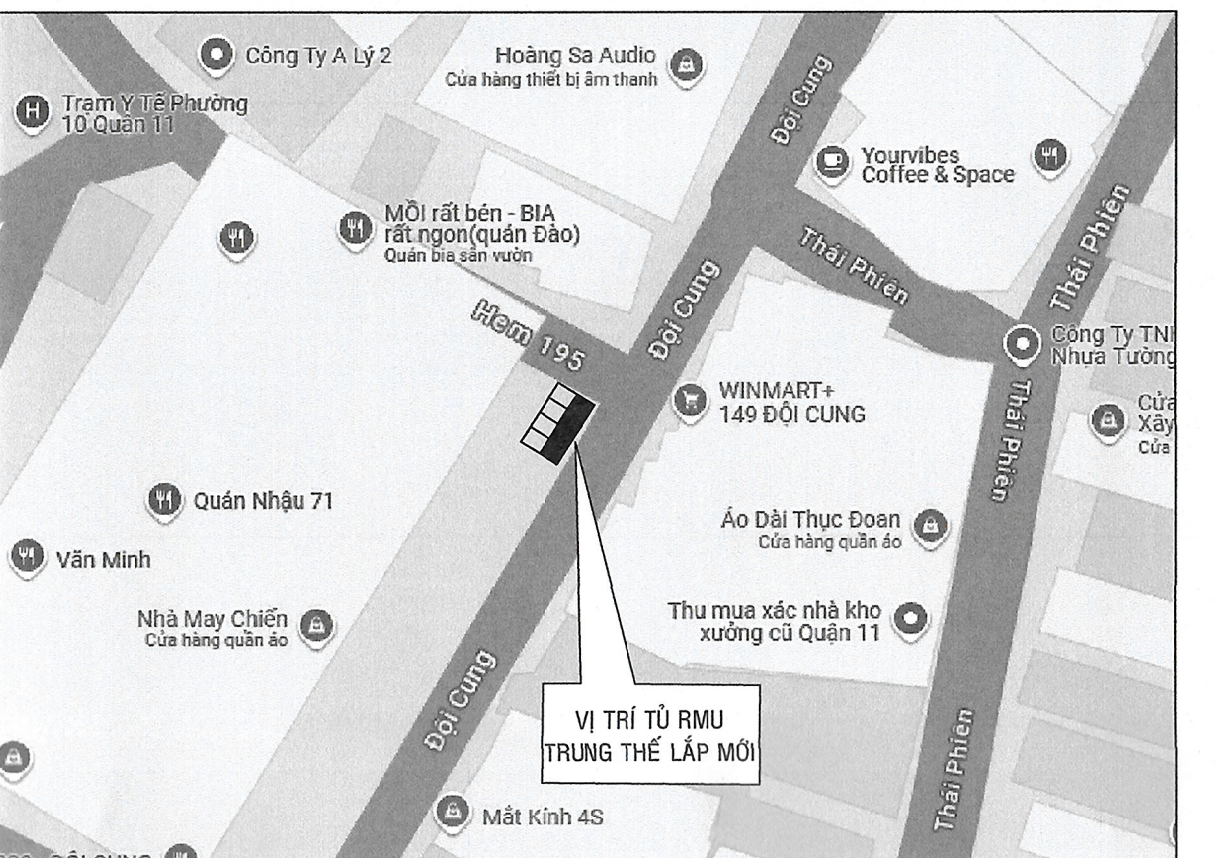 Công Ty A Lý 2
Hoàng Sa Audio
Cửa hàng thiết bị âm thanh
Đội Cung
H
Trạm Y Tế Phường
10 Quận 11
Yourvibes
Coffee & Space
MỒI rất bén - BIA
rất ngon(quán Đào)
Quán bia sân vườn
Thái Phiên
Thái Phiên
Đội Cung
Hẻm 195
Công Ty TNH
Nhựa Tường
WINMART+
149 ĐỘI CUNG
Thái Phiên
Cửa
Xây
Cửa
Quán Nhậu 71
Áo Dài Thục Đoan
Cửa hàng quần áo
Văn Minh
Nhà May Chiến
Cửa hàng quần áo
Thu mua xác nhà kho
xưởng cũ Quận 11
Đội Cung
VỊ TRÍ TỦ RMU
TRUNG THẾ LẮP MỚI
Thái Phiên
Mắt Kính 4S